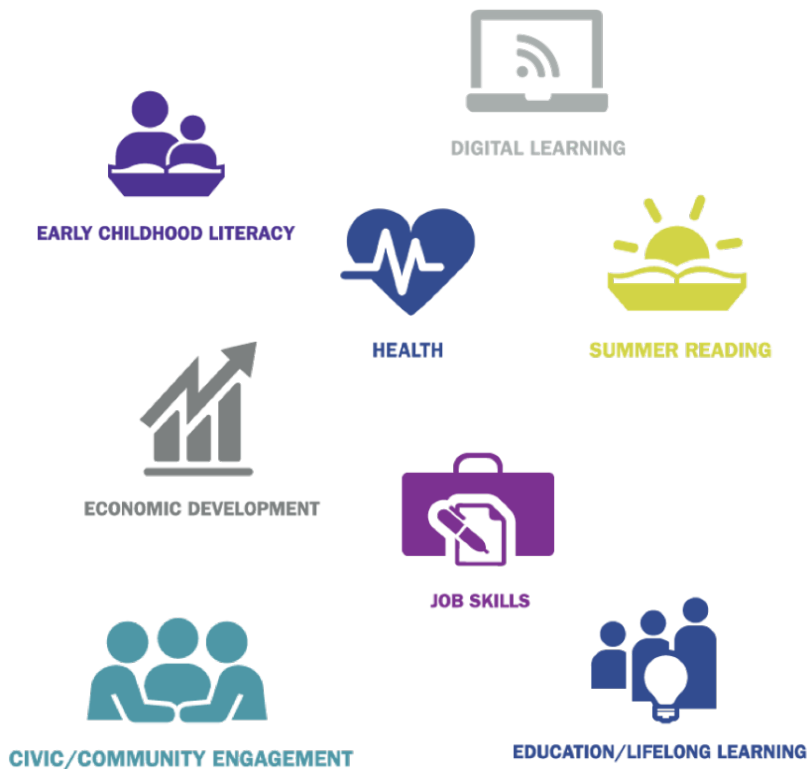 DIGITAL LEARNING
EARLY CHILDHOOD LITERACY
HEALTH
SUMMER READING
ECONOMIC DEVELOPMENT
JOB SKILLS
CIVIC/COMMUNITY ENGAGEMENT
EDUCATION/LIFELONG LEARNING